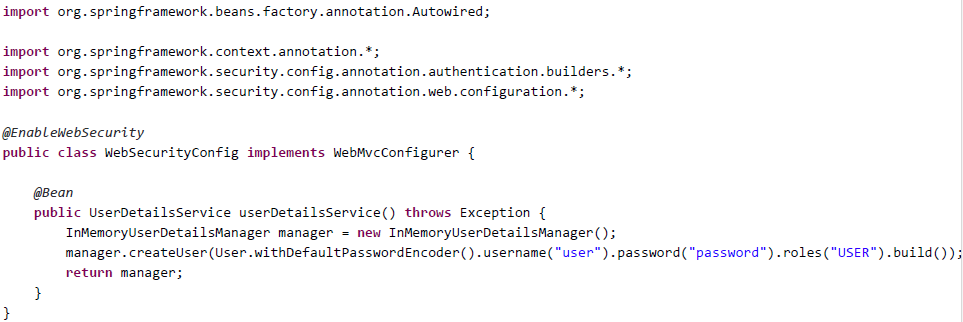 import org.springframework.beans.factory.annotation.Autowired;
import org.springframework.context.annotation.*;
import org.springframework.security.config.annotation.authentication.builders.*;
import org.springframework.security.config.annotation.web.configuration.*;
@EnableWebSecurity
public class WebSecurityConfig implements WebMvcConfigurer {
@Bean
public UserDetailsService userDetailsService() throws Exception {
InMemoryUserDetailsManager manager = new InMemoryUserDetailsManager();
manager.createUser(User.withDefaultPasswordEncoder().username("user").password("password").roles("USER").build());
return manager;
}
}